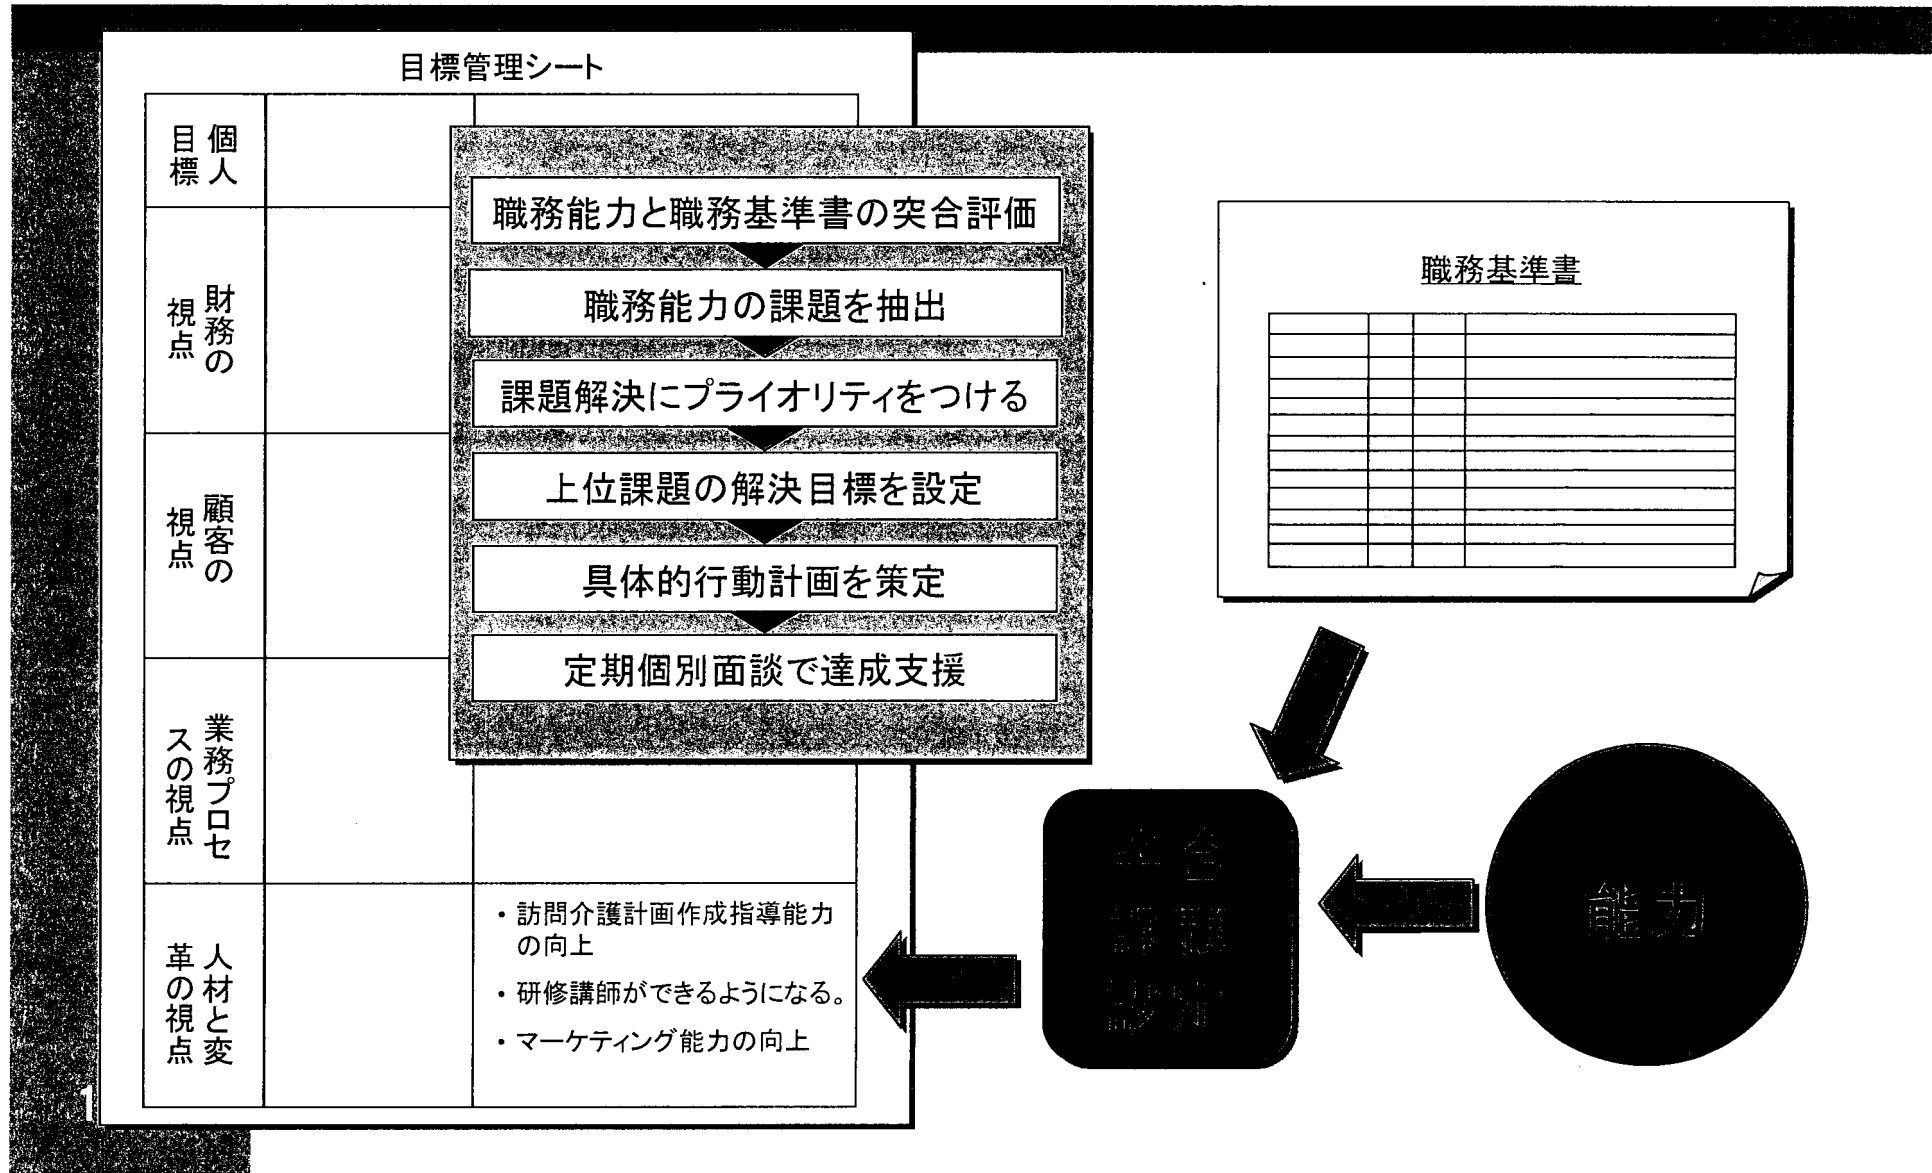 目標管理シート
個人
目標
財務の
視点
顧客の
視点
業務プロセ
スの視点
人材と変
革の視点
職務能力と職務基準書の突合評価
職務能力の課題を抽出
課題解決にプライオリティをつける
上位課題の解決目標を設定
具体的行動計画を策定
定期個別面談で達成支援
・訪問介護計画作成指導能力
の向上
・研修講師ができるようになる。
・マーケティング能力の向上
職務基準書
突合
課題
設定
能力
1